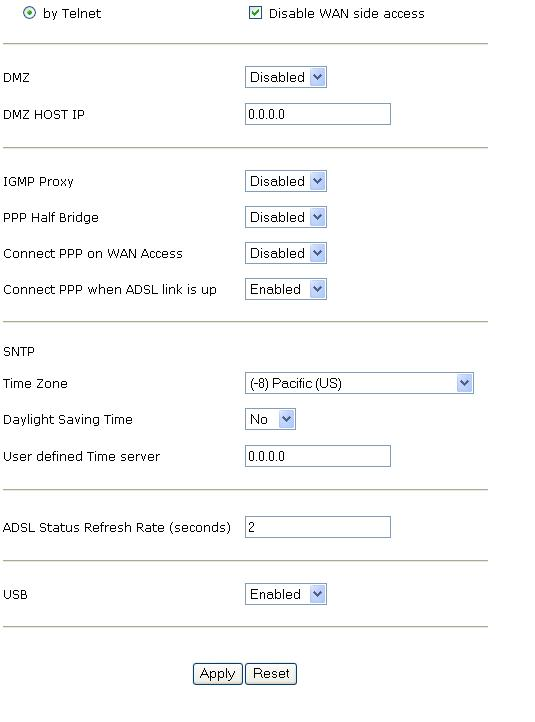 by Telnet Disable WAN side access
DMZ Disabled
DMZ HOST IP 0.0.0.0
IGMP Proxy Disabled
PPP Half Bridge Disabled
Connect PPP on WAN Access Disabled
Connect PPP when ADSL link is up Enabled
SNTP
Time Zone (-8) Pacific (US)
Daylight Saving Time No
User defined Time server 0.0.0.0
ADSL Status Refresh Rate (seconds) 2
USB Enabled
Apply Reset